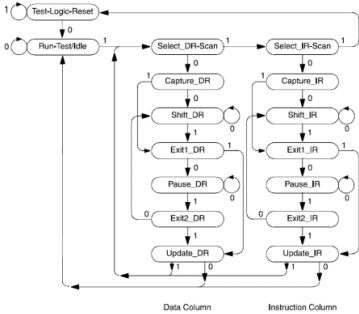 1 Test-Logic-Reset
0
0 Run-Test/Idle 1 Select_DR-Scan 1 Select_IR-Scan 1
0 0
1 Capture_DR 1 Capture_IR
0 0
Shift_DR Shift_IR
1 0 1 0
Exit1_DR 1 Exit1_IR 1
0 0
Pause_DR Pause_IR
1 0 1 0
0 Exit2_DR 0 Exit2_IR
1 1
Update_DR Update_IR
1 0 1 0
Data Column Instruction Column